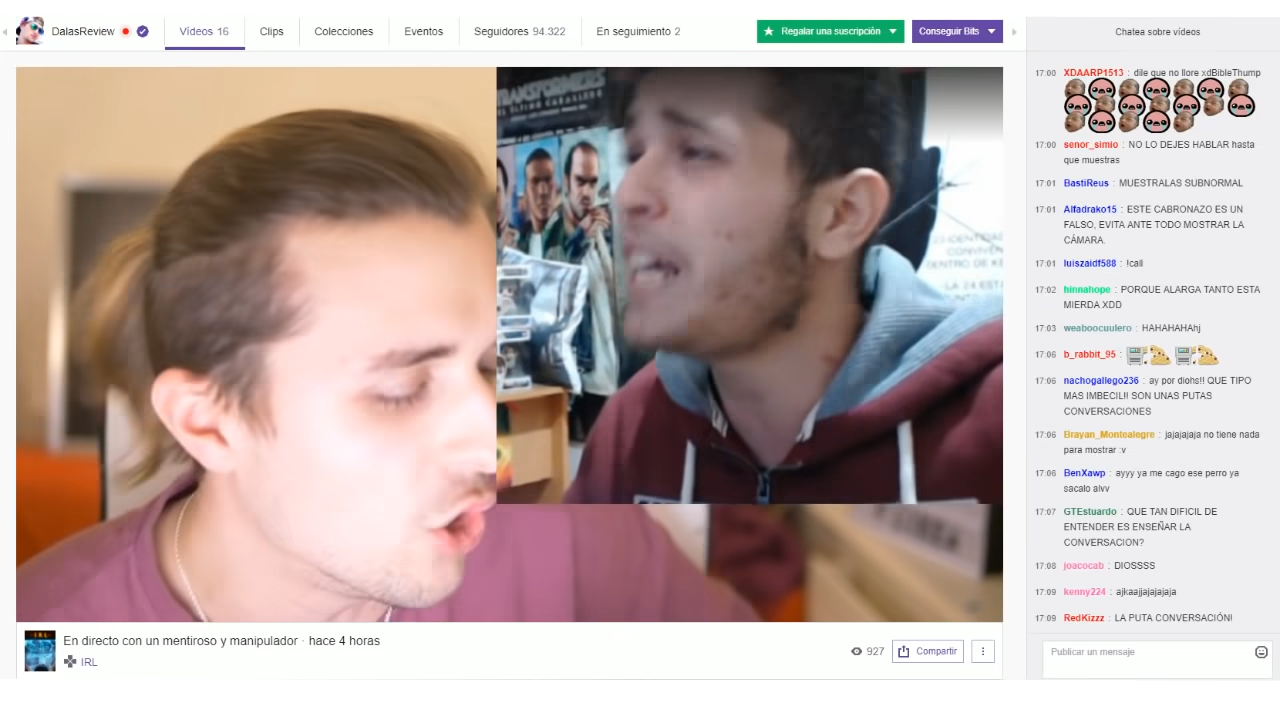 DalasReview
Vídeos 16
Clips
Colecciones
Eventos
Seguidores 94.322
En seguimiento 2
Regalar una suscripción
Conseguir Bits
Chatea sobre vídeos
TRANSFORMERS
EL ÚLTIMO CABALLERO
17:00 XDAARP1513 : dile que no llore xdBibleThump
17:00 senor_simio : NO LO DEJES HABLAR hasta
que muestras
17:01 BastiReus : MUESTRALAS SUBNORMAL
17:01 Alfadrako15 : ESTE CABRONAZO ES UN
FALSO, EVITA ANTE TODO MOSTRAR LA
CÁMARA.
17:01 luiszaidf588 : !call
17:02 hinnahope : PORQUE ALARGA TANTO ESTA
MIERDA XDD
17:03 weaboocuulero : HAHAHAHAhj
17:06 b_rabbit_95 :
17:06 nachogallego236 : ay por diohs!! QUE TIPO
MAS IMBECIL!! SON UNAS PUTAS
CONVERSACIONES
17:06 Brayan_Montealegre : jajajajaja no tiene nada
para mostrar :v
17:06 BenXawp : ayyy ya me cago ese perro ya
sacalo alvv
17:07 GTEstuardo : QUE TAN DIFICIL DE
ENTENDER ES ENSEÑAR LA
CONVERSACION?
17:08 joacocab : DIOSSSS
17:09 kenny224 : ajkaajjajajajaja
17:09 RedKizzz : LA PUTA CONVERSACIÓN!
En directo con un mentiroso y manipulador · hace 4 horas
IRL
927
Compartir
Publicar un mensaje